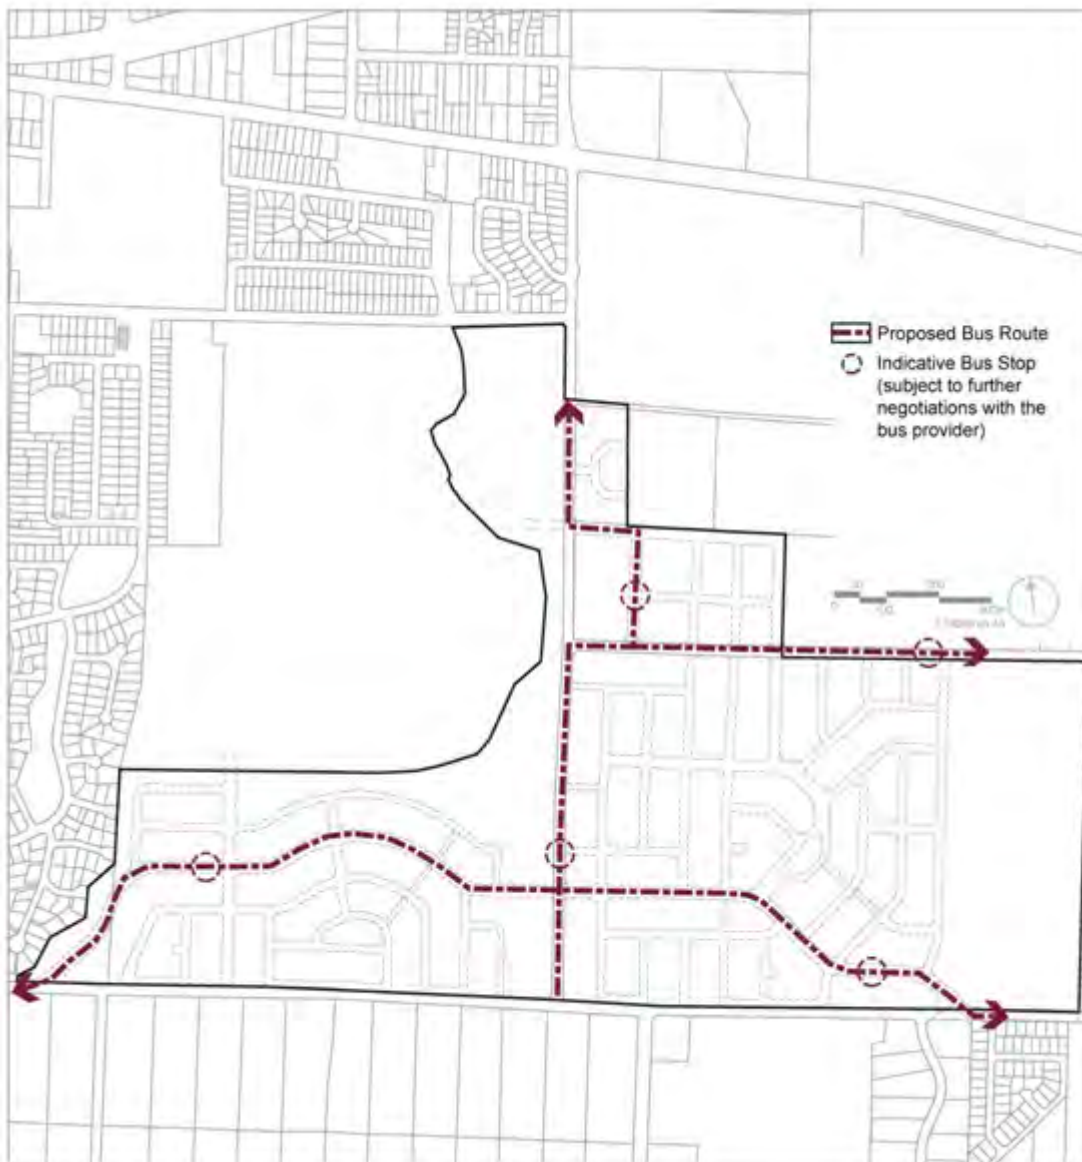 Proposed Bus Route
Indicative Bus Stop
(subject to further
negotiations with the
bus provider)